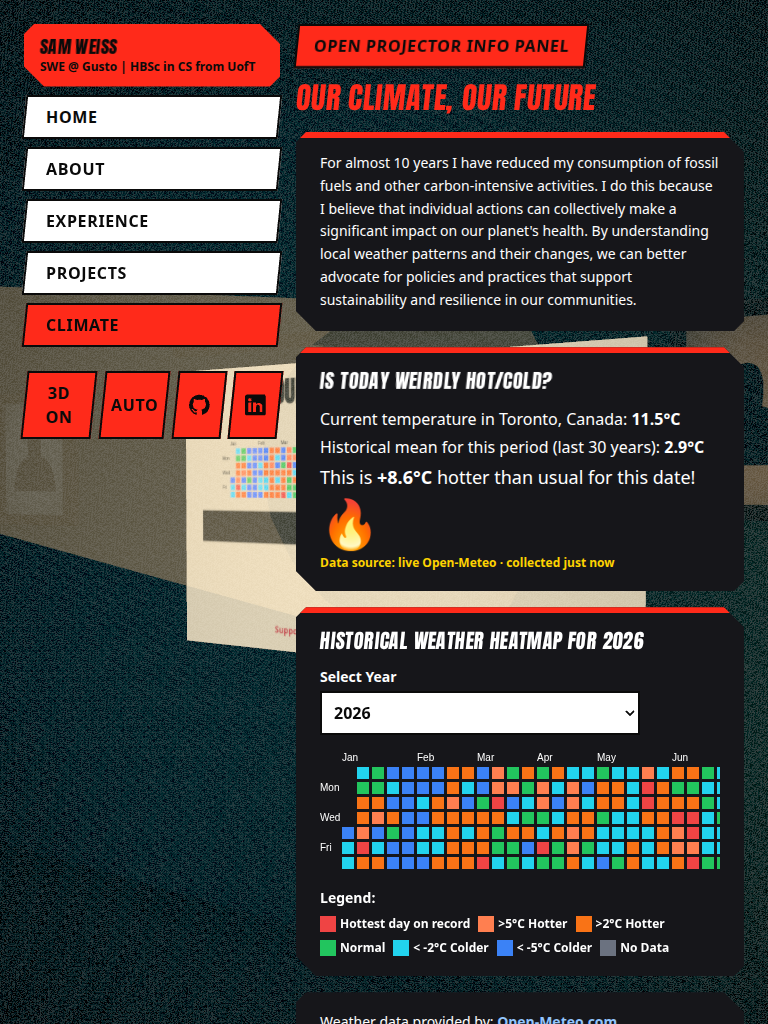 SAM WEISS
SWE @ Gusto | HBSc in CS from UofT
HOME
ABOUT
EXPERIENCE
PROJECTS
CLIMATE
3D
ON
AUTO
OPEN PROJECTOR INFO PANEL
OUR CLIMATE, OUR FUTURE
For almost 10 years I have reduced my consumption of fossil
fuels and other carbon-intensive activities. I do this because
I believe that individual actions can collectively make a
significant impact on our planet's health. By understanding
local weather patterns and their changes, we can better
advocate for policies and practices that support
sustainability and resilience in our communities.
IS TODAY WEIRDLY HOT/COLD?
Current temperature in Toronto, Canada: 11.5°C
Historical mean for this period (last 30 years): 2.9°C
This is +8.6°C hotter than usual for this date!
Data source: live Open-Meteo · collected just now
HISTORICAL WEATHER HEATMAP FOR 2026
Select Year
2026
Jan Feb Mar Apr May Jun
Mon
Wed
Fri
Legend:
Hottest day on record >5°C Hotter >2°C Hotter
Normal < -2°C Colder < -5°C Colder No Data
Weather data provided by: Open-Meteo.com